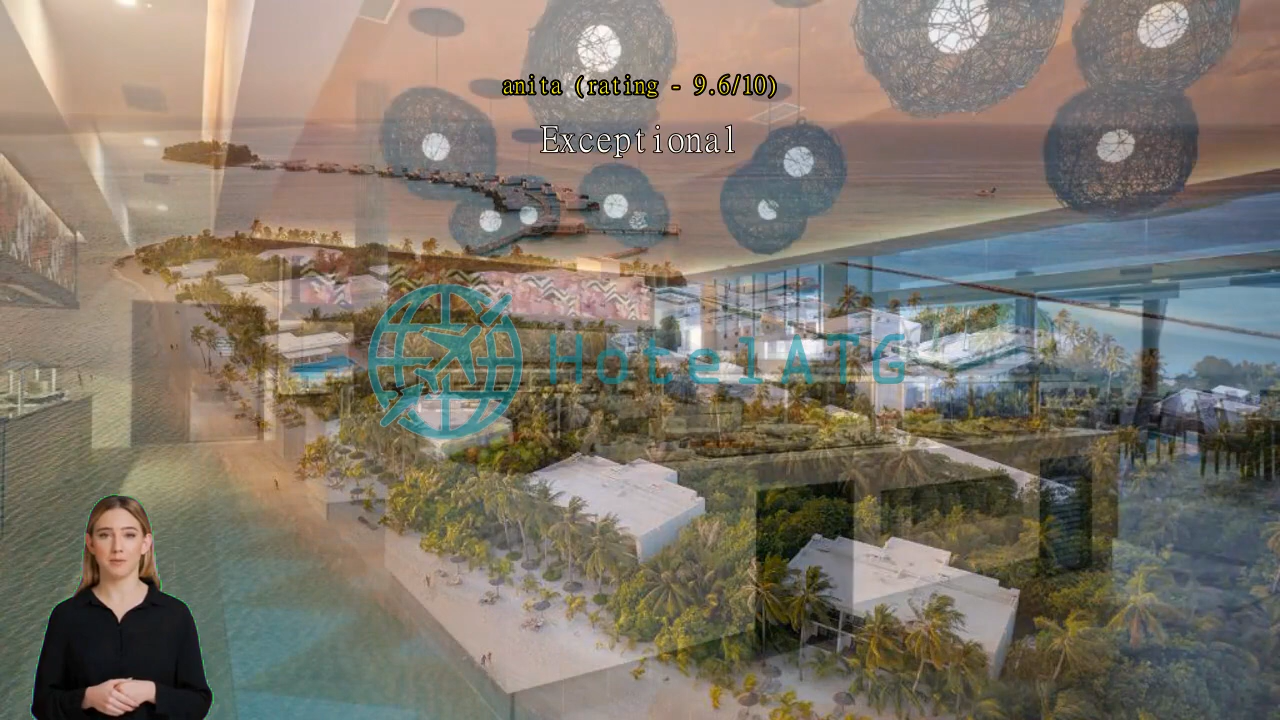 anita (rating - 9.6/10)
Exceptional
HotelATG